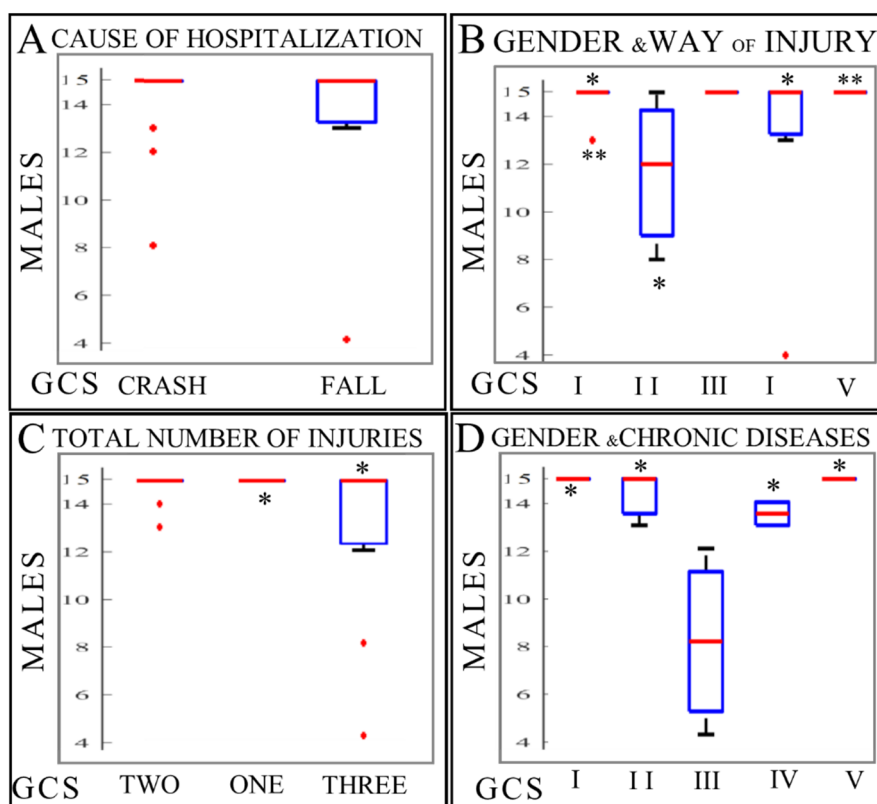 A CAUSE OF HOSPITALIZATION
MALES
15
14
12
10
8
6
4
GCS CRASH FALL
B GENDER &WAY OF INJURY
MALES
15
14
12
10
8
6
4
* * **
**
*
GCS I II III I V
C TOTAL NUMBER OF INJURIES
MALES
15
14
12
10
8
6
4
*
*
GCS TWO ONE THREE
D GENDER &CHRONIC DISEASES
MALES
15
14
12
10
8
6
4
* * * *
GCS I II III IV V